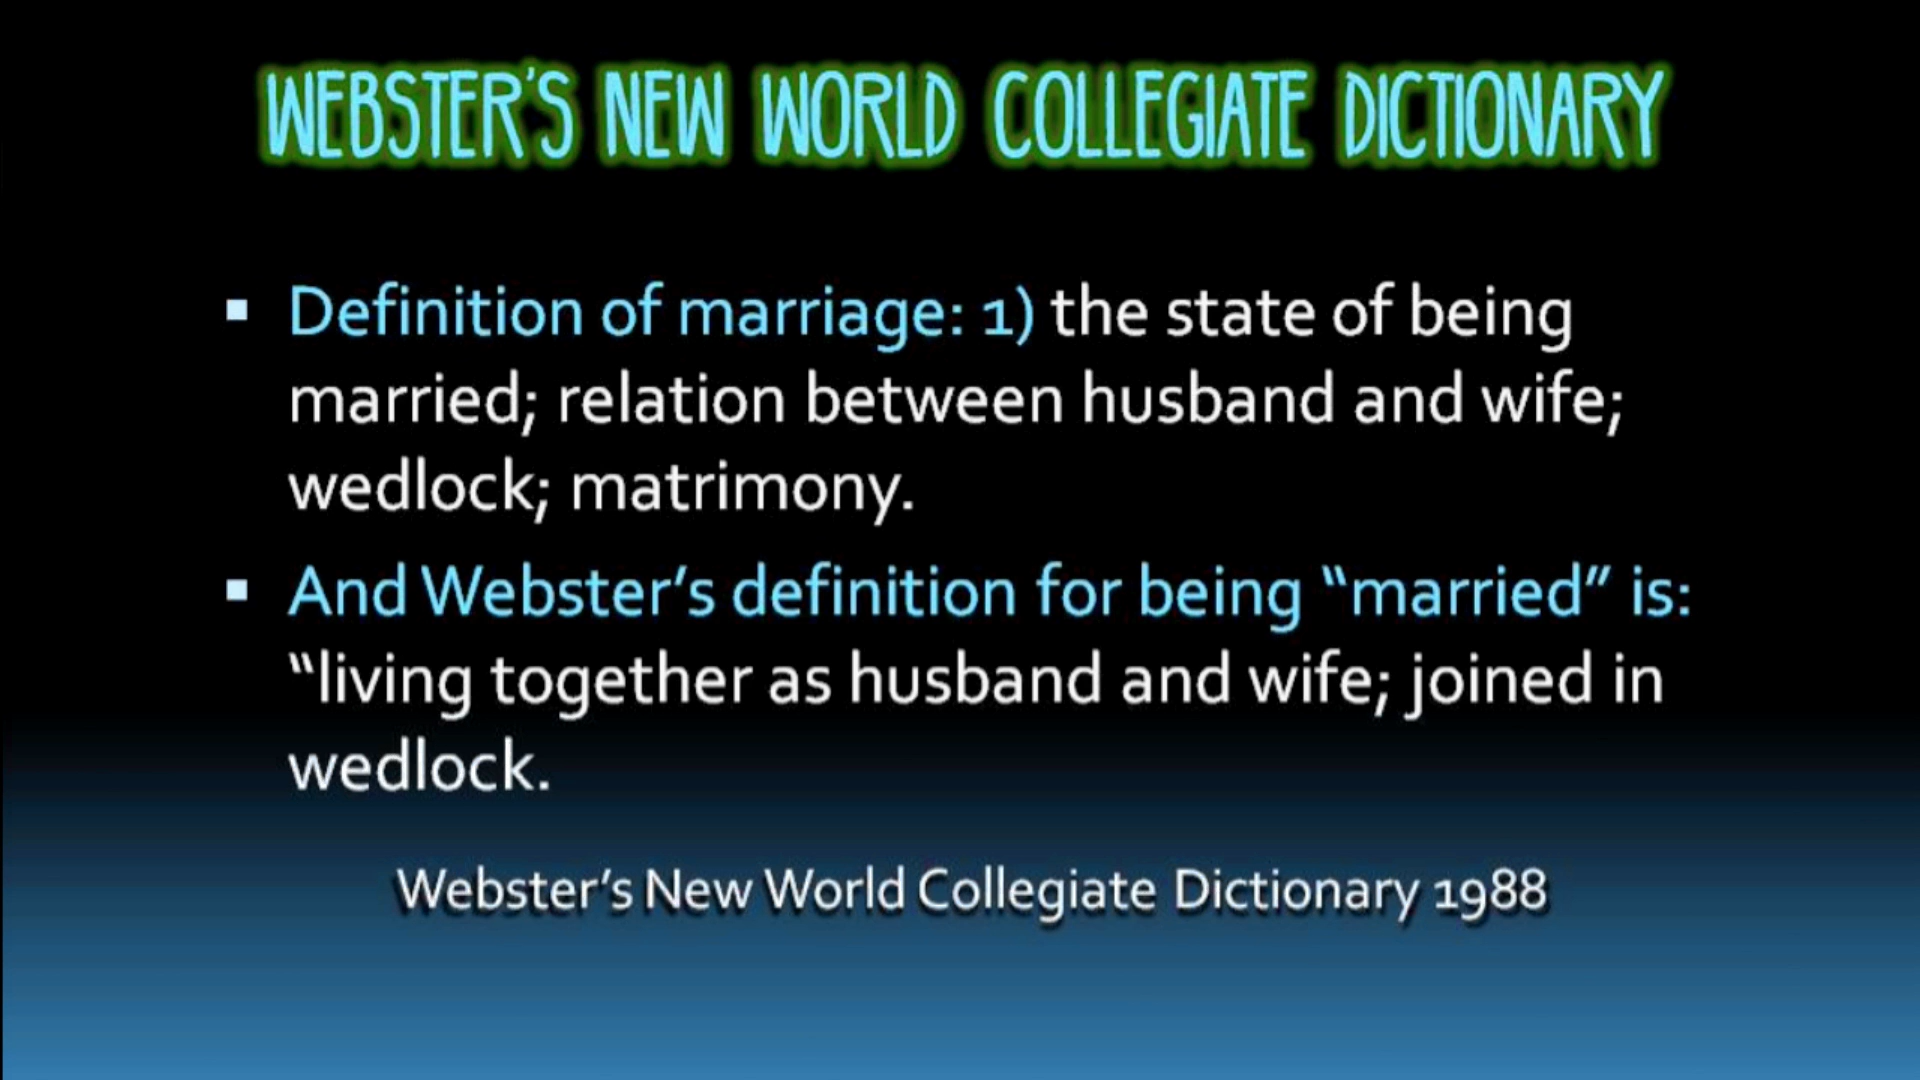 WEBSTER'S NEW WORLD COLLEGIATE DICTIONARY
▪ Definition of marriage: 1) the state of being
married; relation between husband and wife;
wedlock; matrimony.
▪ And Webster's definition for being “married” is:
“living together as husband and wife; joined in
wedlock.
Webster's New World Collegiate Dictionary 1988